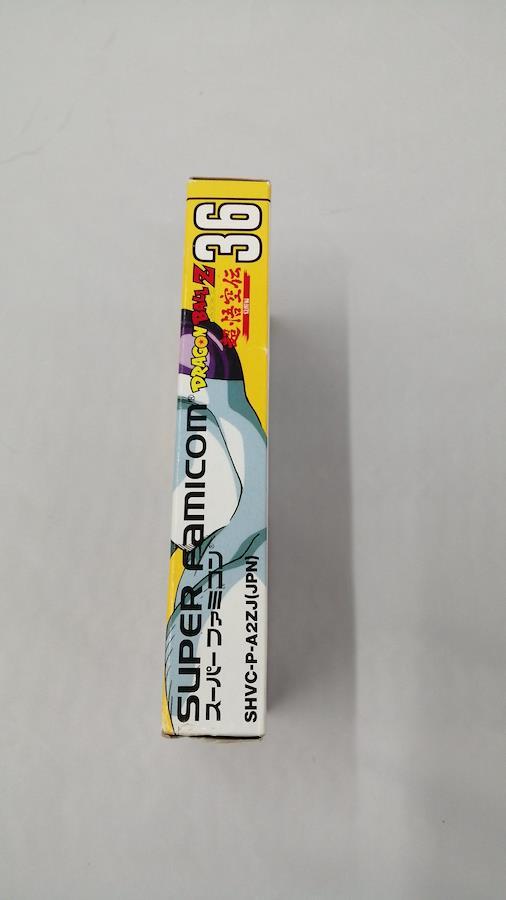 SUPER FAMICOM®
スーパー ファミコン®
SHVC-P-A2ZJ(JPN)
DRAGON BALL Z
超悟空伝
36